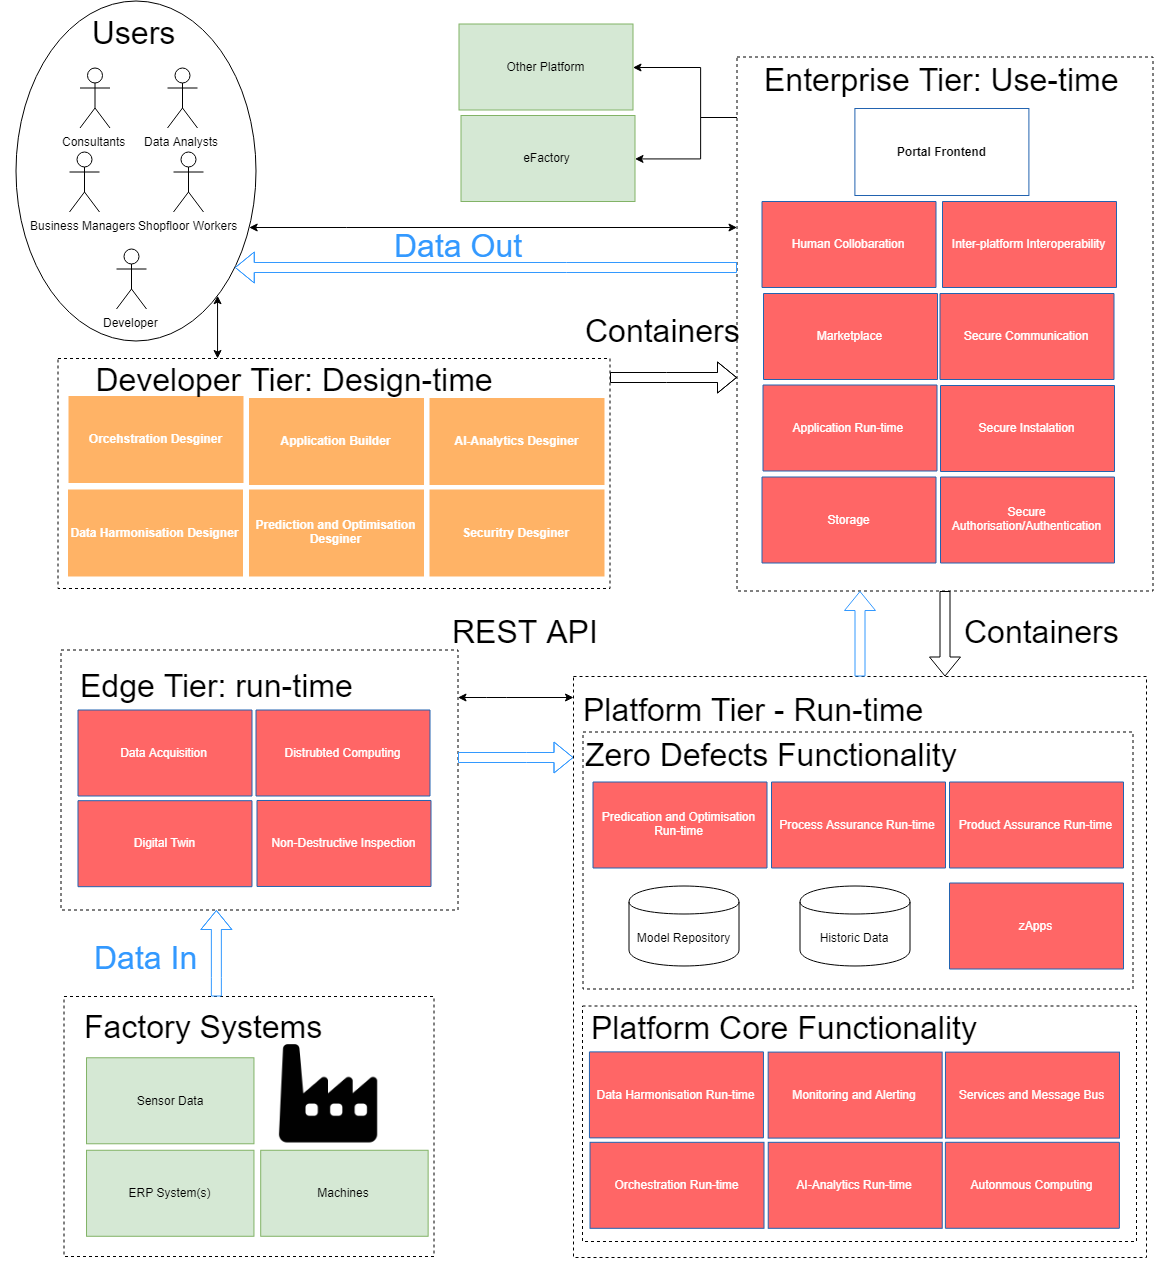 Users
Consultants
Data Analysts
Business Managers
Shopfloor Workers
Developer
Other Platform
eFactory
Data Out
Enterprise Tier: Use-time
Portal Frontend
Human Collobaration
Inter-platform Interoperability
Marketplace
Secure Communication
Application Run-time
Secure Instalation
Storage
Secure
Authorisation/Authentication
Containers
Developer Tier: Design-time
Orcehstration Desginer
Application Builder
AI-Analytics Desginer
Data Harmonisation Designer
Prediction and Optimisation
Desginer
Securitry Desginer
REST API
Containers
Edge Tier: run-time
Data Acquisition
Distrubted Computing
Digital Twin
Non-Destructive Inspection
Data In
Factory Systems
Sensor Data
ERP System(s)
Machines
Platform Tier - Run-time
Zero Defects Functionality
Predication and Optimisation
Run-time
Process Assurance Run-time
Product Assurance Run-time
Model Repository
Historic Data
zApps
Platform Core Functionality
Data Harmonisation Run-time
Monitoring and Alerting
Services and Message Bus
Orchestration Run-time
AI-Analytics Run-time
Autonmous Computing